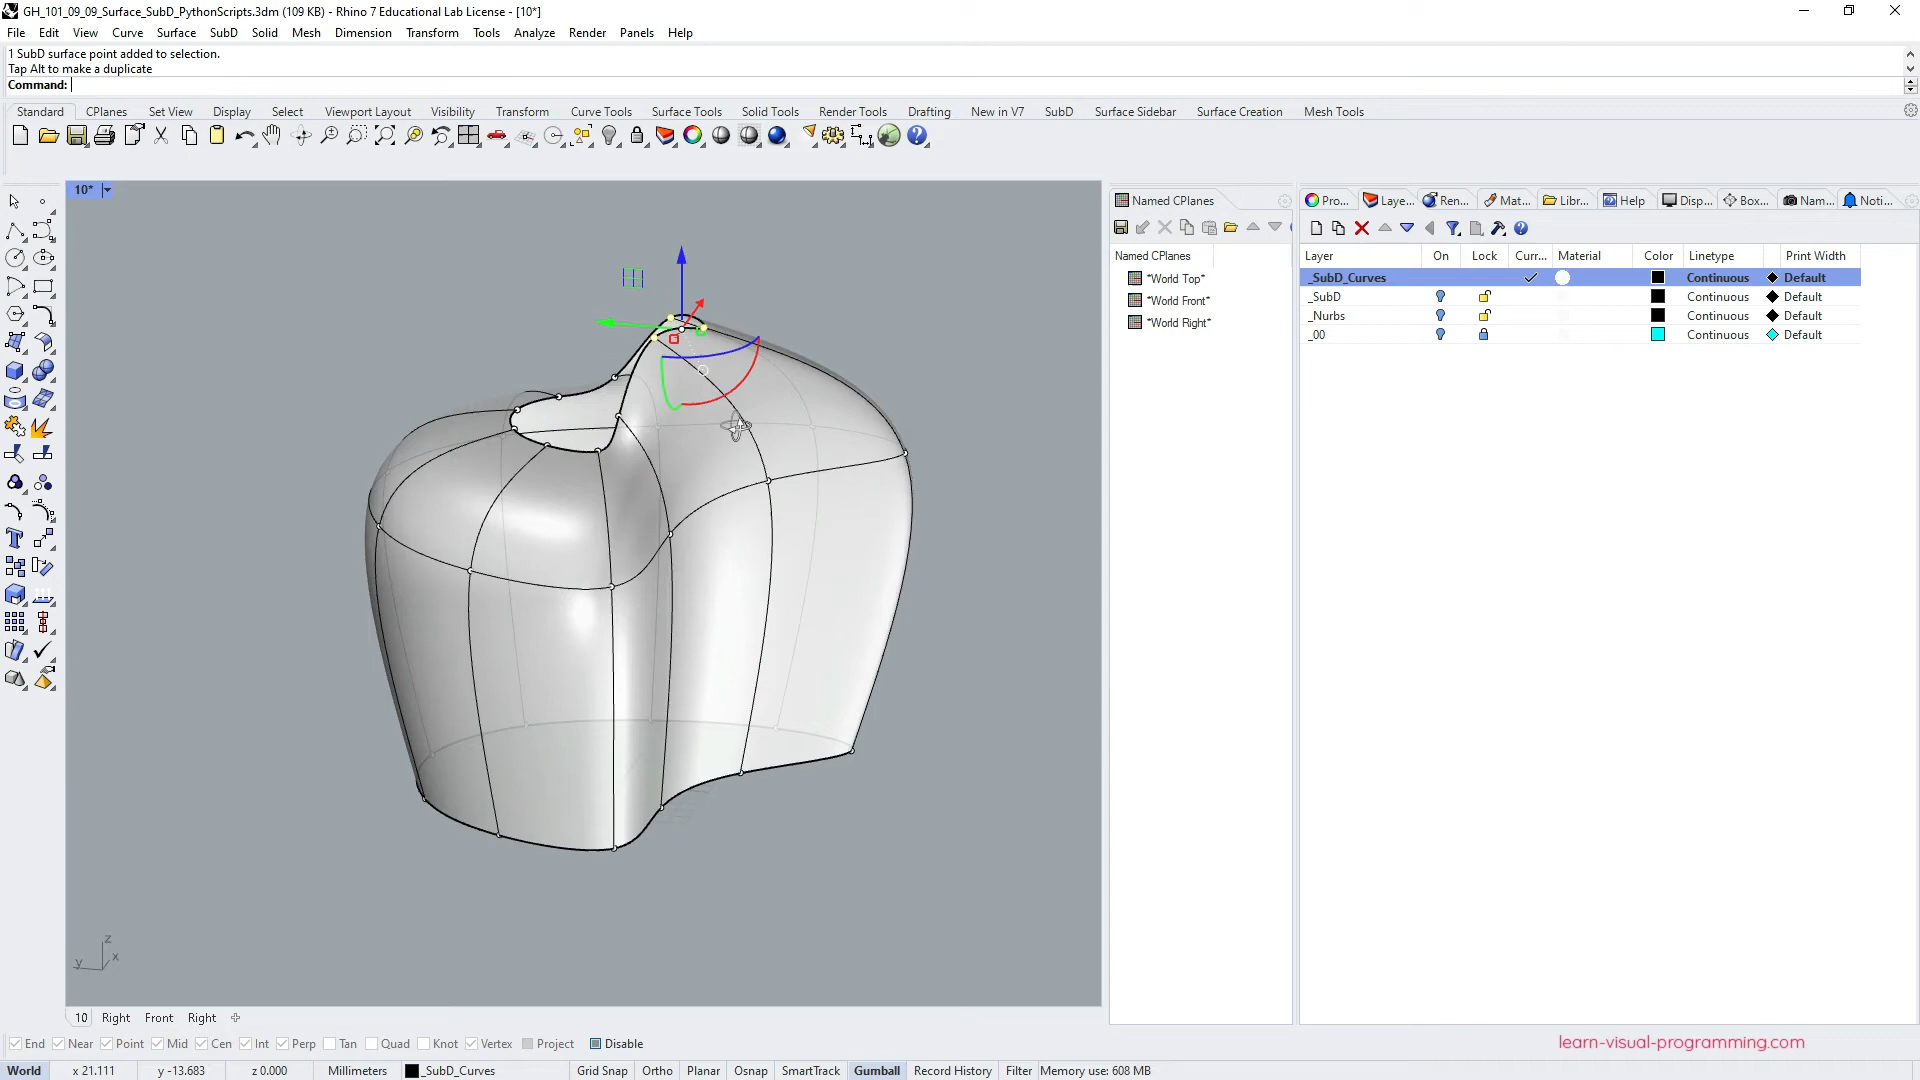 GH_101_09_09_Surface_SubD_PythonScripts.3dm (109 KB) - Rhino 7 Educational Lab License - [10*]
File Edit View Curve Surface SubD Solid Mesh Dimension Transform Tools Analyze Render Panels Help
1 SubD surface point added to selection.
Tap Alt to make a duplicate
Command:
Standard CPlanes Set View Display Select Viewport Layout Visibility Transform Curve Tools Surface Tools Solid Tools Render Tools Drafting New in V7 SubD Surface Sidebar Surface Creation Mesh Tools
10*
Named CPlanes
Named CPlanes
*World Top*
*World Front*
*World Right*
Pro... Laye... Ren... Mat... Libr... Help Disp... Box... Nam... Noti...
Layer On Lock Curr... Material Color Linetype Print Width
_SubD_Curves Continuous Default
_SubD Continuous Default
_Nurbs Continuous Default
_00 Continuous Default
z
y x
10 Right Front Right
End Near Point Mid Cen Int Perp Tan Quad Knot Vertex Project Disable
learn-visual-programming.com
World x 21.111 y -13.683 z 0.000 Millimeters _SubD_Curves Grid Snap Ortho Planar Osnap SmartTrack Gumball Record History Filter Memory use: 608 MB